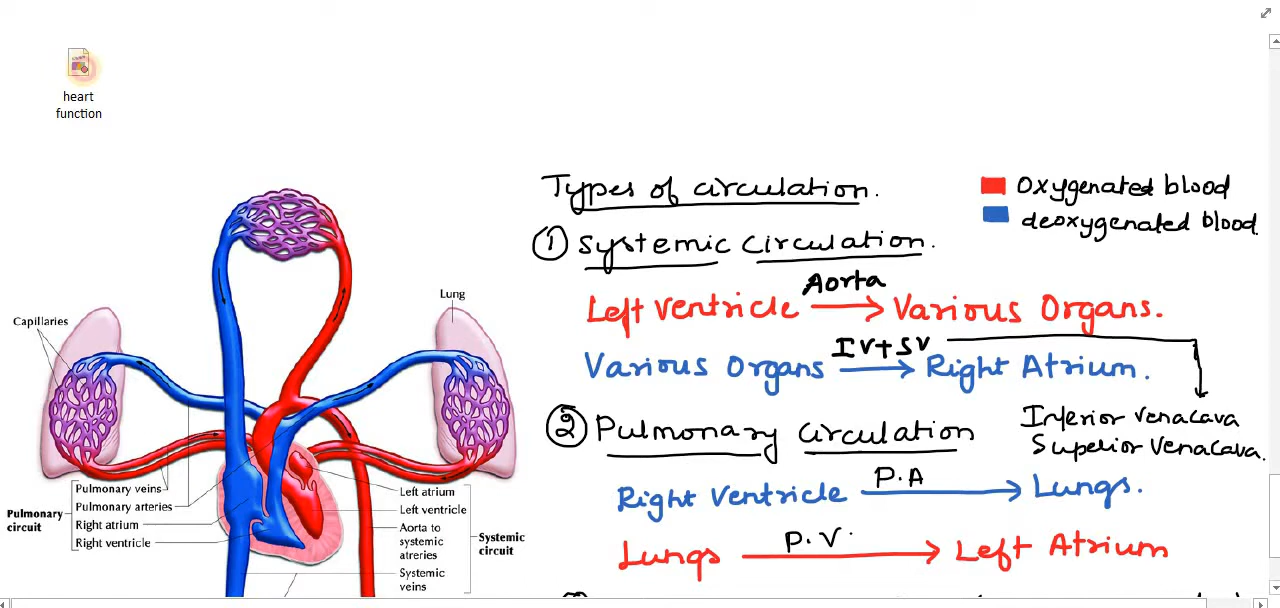 heart
function
Types of circulation.
Oxygenated blood
deoxygenated blood.
① Systemic Circulation.
Aorta
Left Ventricle → Various Organs.
IV+SV
Various Organs → Right Atrium.
Inferior Venacava
Superior Venacava.
② Pulmonary Circulation
P.A
Right Ventricle → Lungs.
P.V.
Lungs → Left Atrium
Lung
Capillaries
Pulmonary circuit
Pulmonary veins
Pulmonary arteries
Right atrium
Right ventricle
Left atrium
Left ventricle
Aorta to
systemic
atreries
Systemic
veins
Systemic
circuit